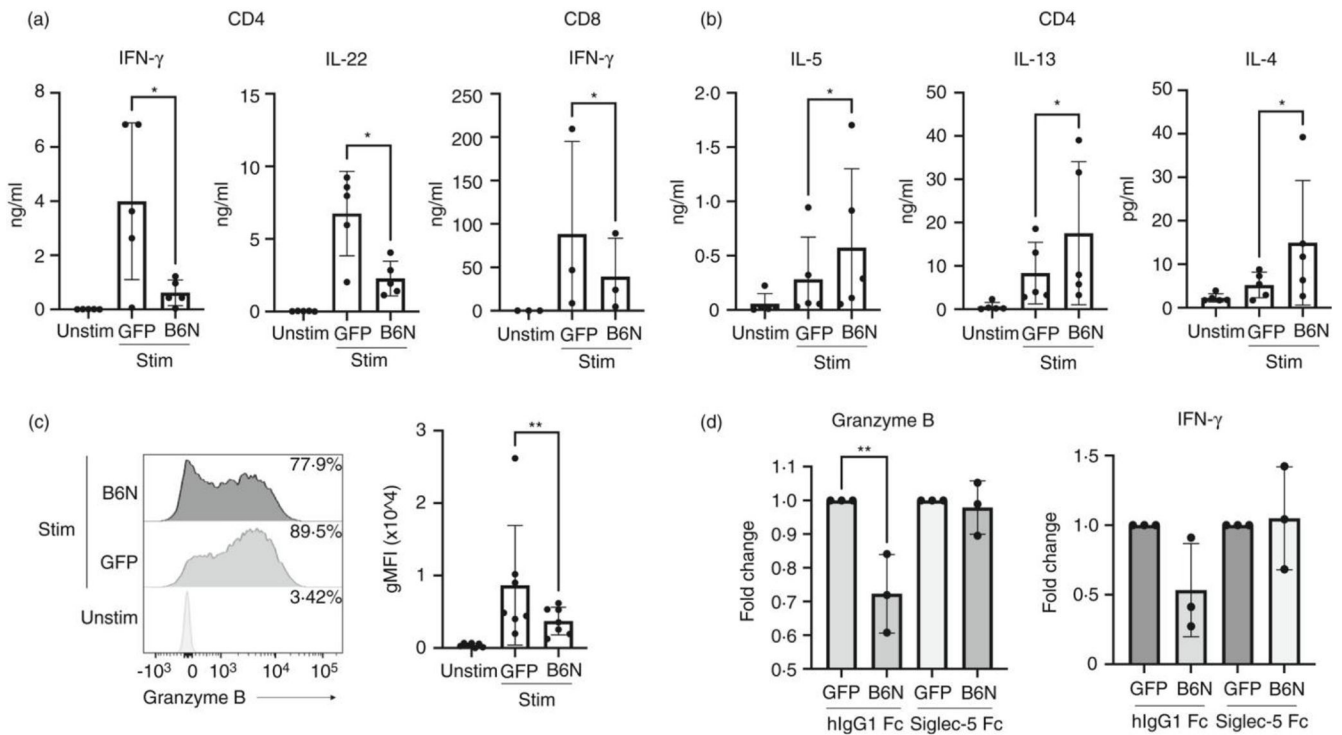 (a)
CD4
CD8
IFN-γ
IL-22
IFN-γ
8
6
4
2
0
ng/ml
Unstim GFP B6N
Stim
*
15
10
5
0
ng/ml
Unstim GFP B6N
Stim
*
250
200
150
100
50
0
ng/ml
Unstim GFP B6N
Stim
*
(b)
CD4
IL-5
IL-13
IL-4
2·0
1·5
1·0
0·5
0
ng/ml
Unstim GFP B6N
Stim
*
50
40
30
20
10
0
ng/ml
Unstim GFP B6N
Stim
*
50
40
30
20
10
0
pg/ml
Unstim GFP B6N
Stim
*
(c)
Stim
B6N
77·9%
GFP
89·5%
Unstim
3·42%
-10³ 0 10³ 10⁴ 10⁵
Granzyme B
3
2
1
0
gMFI (x10^4)
**
Unstim GFP B6N
Stim
(d)
Granzyme B
1·1
1·0
0·9
0·8
0·7
0·6
0·5
Fold change
**
GFP B6N GFP B6N
hIgG1 Fc Siglec-5 Fc
IFN-γ
1·5
1·0
0·5
0
Fold change
GFP B6N GFP B6N
hIgG1 Fc Siglec-5 Fc